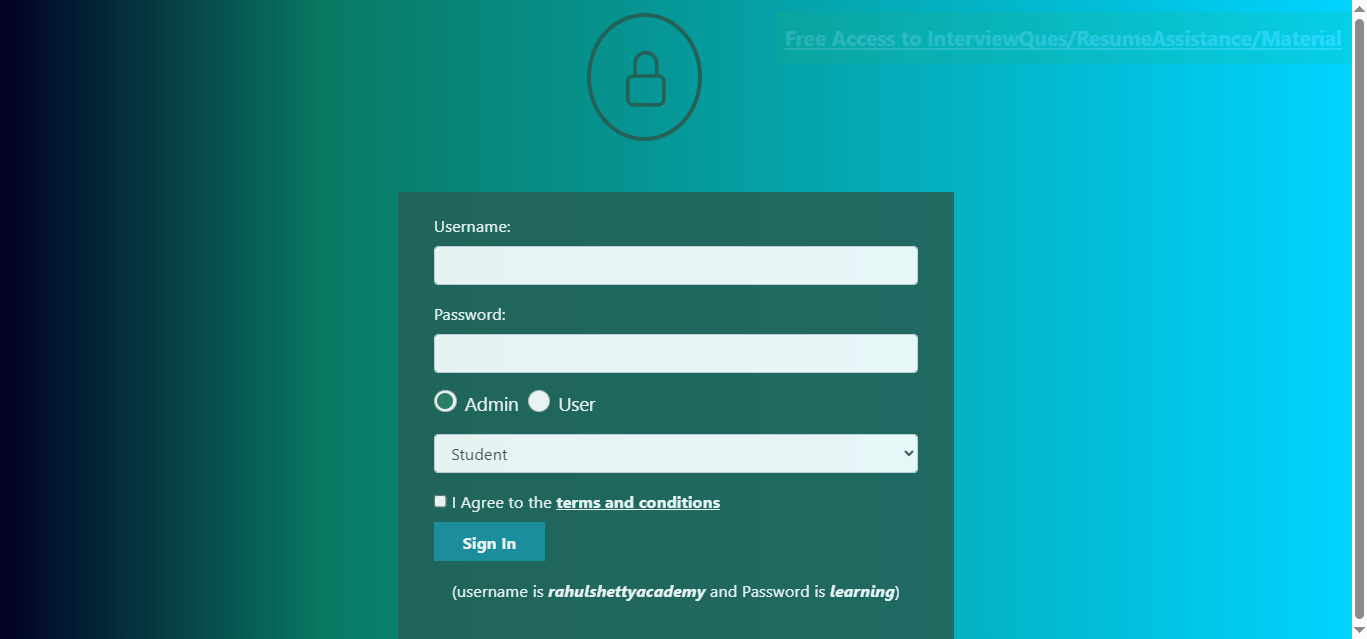 Free Access to InterviewQues/ResumeAssistance/Material
Username:
Password:
Admin User
Student
I Agree to the terms and conditions
Sign In
(username is rahulshettyacademy and Password is learning)